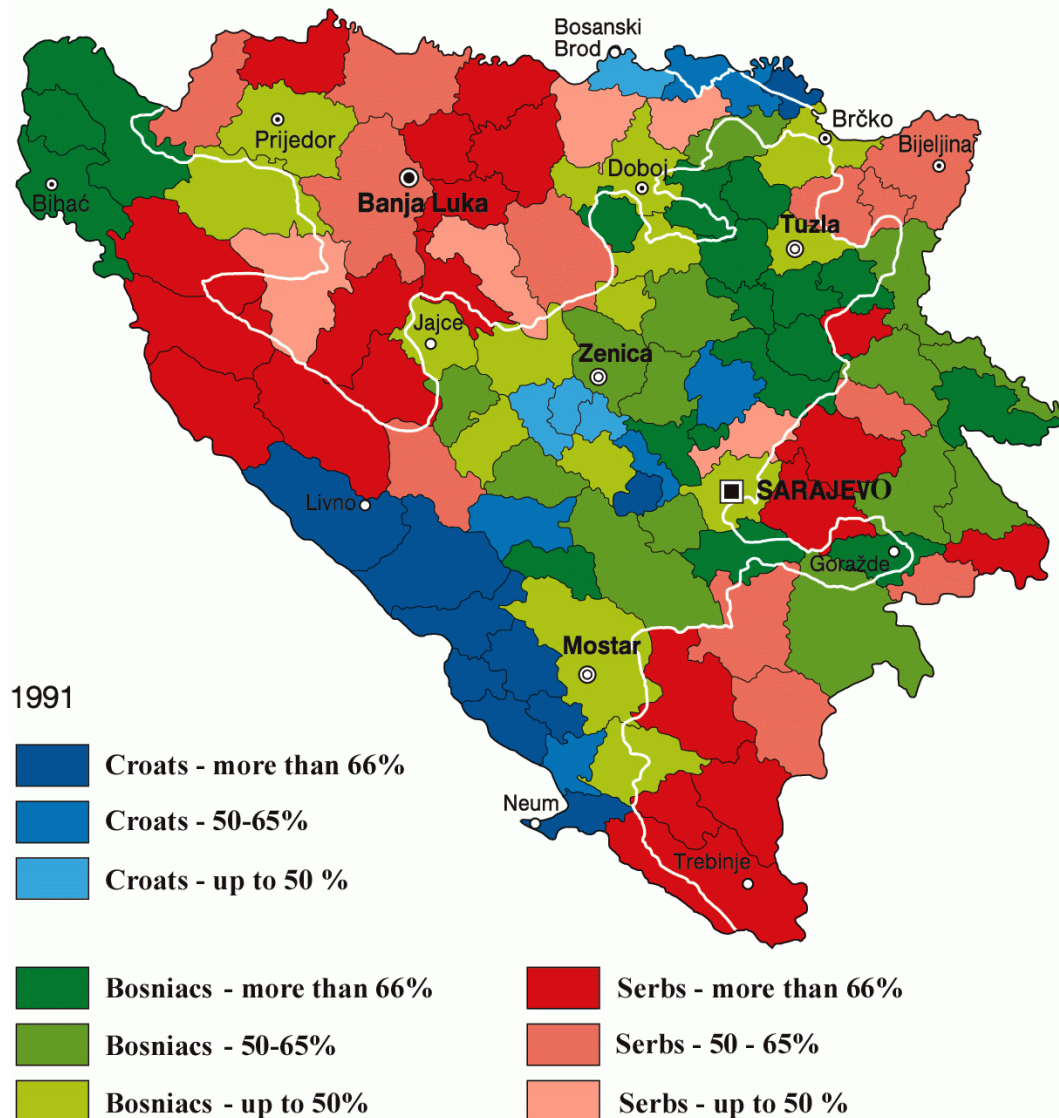 Bosanski
Brod
Prijedor
Brčko
Bijeljina
Doboj
Bihać
Banja Luka
Tuzla
Jajce
Zenica
SARAJEVO
Livno
Goražde
Mostar
1991
Croats - more than 66%
Croats - 50-65%
Neum
Trebinje
Croats - up to 50 %
Bosniacs - more than 66%
Serbs - more than 66%
Bosniacs - 50-65%
Serbs - 50 - 65%
Bosniacs - up to 50%
Serbs - up to 50 %